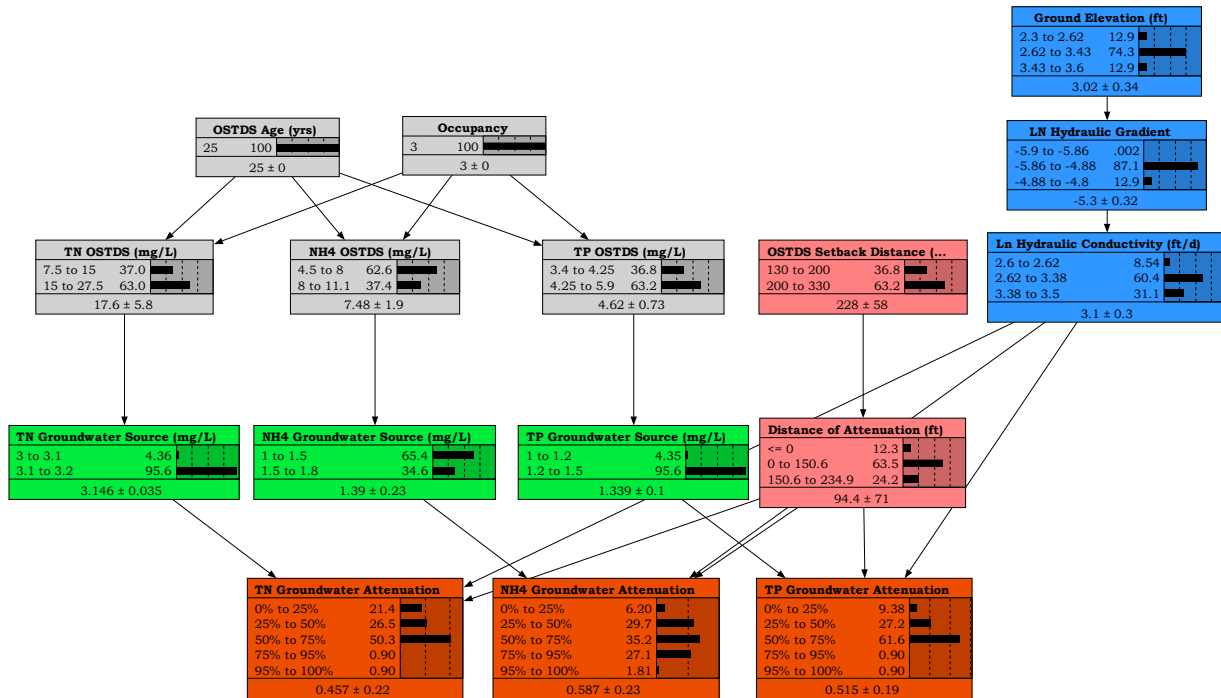 Ground Elevation (ft)
2.3 to 2.62 12.9
2.62 to 3.43 74.3
3.43 to 3.6 12.9
3.02 ± 0.34
OSTDS Age (yrs)
25 100
25 ± 0
Occupancy
3 100
3 ± 0
LN Hydraulic Gradient
-5.9 to -5.86 .002
-5.86 to -4.88 87.1
-4.88 to -4.8 12.9
-5.3 ± 0.32
TN OSTDS (mg/L)
7.5 to 15 37.0
15 to 27.5 63.0
17.6 ± 5.8
NH4 OSTDS (mg/L)
4.5 to 8 62.6
8 to 11.1 37.4
7.48 ± 1.9
TP OSTDS (mg/L)
3.4 to 4.25 36.8
4.25 to 5.9 63.2
4.62 ± 0.73
OSTDS Setback Distance (...
130 to 200 36.8
200 to 330 63.2
228 ± 58
Ln Hydraulic Conductivity (ft/d)
2.6 to 2.62 8.54
2.62 to 3.38 60.4
3.38 to 3.5 31.1
3.1 ± 0.3
TN Groundwater Source (mg/L)
3 to 3.1 4.36
3.1 to 3.2 95.6
3.146 ± 0.035
NH4 Groundwater Source (mg/L)
1 to 1.5 65.4
1.5 to 1.8 34.6
1.39 ± 0.23
TP Groundwater Source (mg/L)
1 to 1.2 4.35
1.2 to 1.5 95.6
1.339 ± 0.1
Distance of Attenuation (ft)
<= 0 12.3
0 to 150.6 63.5
150.6 to 234.9 24.2
94.4 ± 71
TN Groundwater Attenuation
0% to 25% 21.4
25% to 50% 26.5
50% to 75% 50.3
75% to 95% 0.90
95% to 100% 0.90
0.457 ± 0.22
NH4 Groundwater Attenuation
0% to 25% 6.20
25% to 50% 29.7
50% to 75% 35.2
75% to 95% 27.1
95% to 100% 1.81
0.587 ± 0.23
TP Groundwater Attenuation
0% to 25% 9.38
25% to 50% 27.2
50% to 75% 61.6
75% to 95% 0.90
95% to 100% 0.90
0.515 ± 0.19